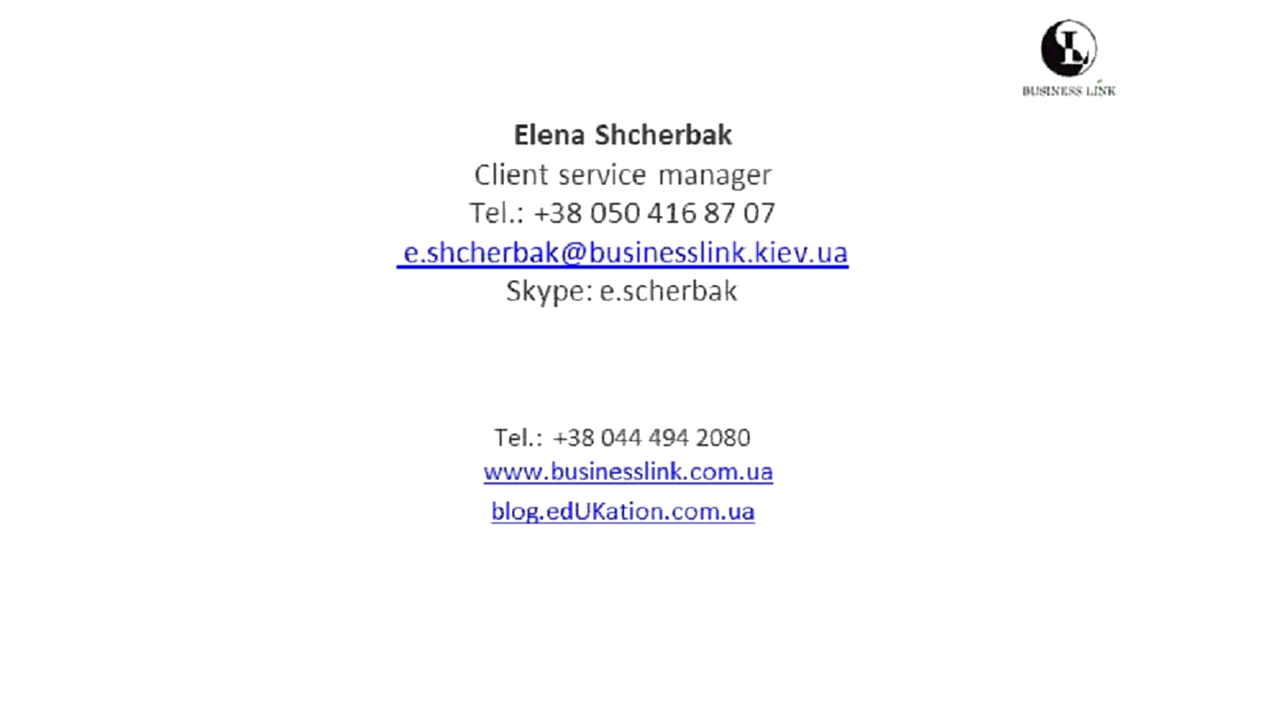 BUSINESS LINK
Elena Shcherbak
Client service manager
Tel.: +38 050 416 87 07
e.shcherbak@businesslink.kiev.ua
Skype: e.scherbak
Tel.: +38 044 494 2080
www.businesslink.com.ua
blog.edUKation.com.ua